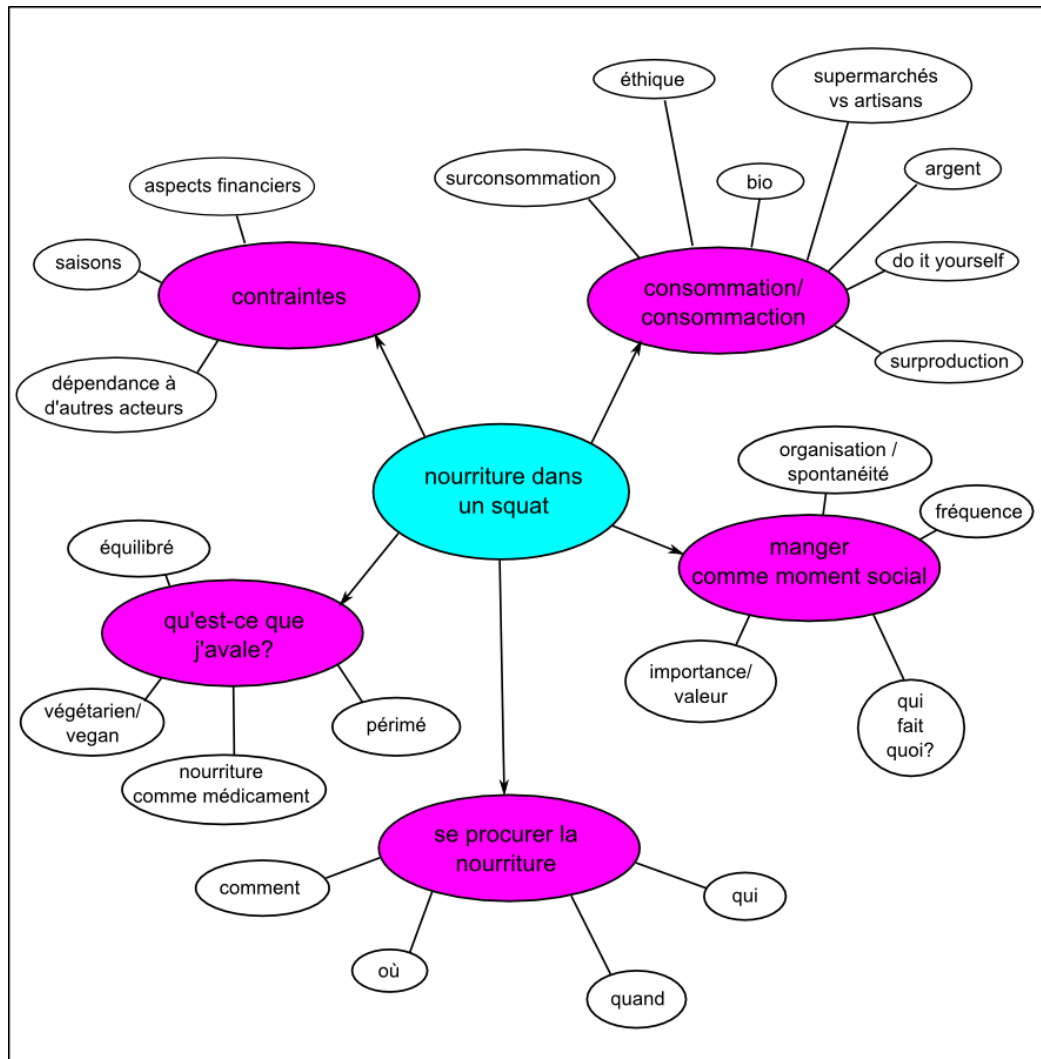 éthique
supermarchés
vs artisans
surconsommation
bio
argent
aspects financiers
saisons
contraintes
dépendance à
d'autres acteurs
consommation/
consommaction
do it yourself
surproduction
nourriture dans
un squat
organisation /
spontanéité
fréquence
manger
comme moment social
importance/
valeur
qui
fait
quoi?
équilibré
qu'est-ce que
j'avale?
végétarien/
vegan
nourriture
comme médicament
périmé
se procurer la
nourriture
comment
où
quand
qui